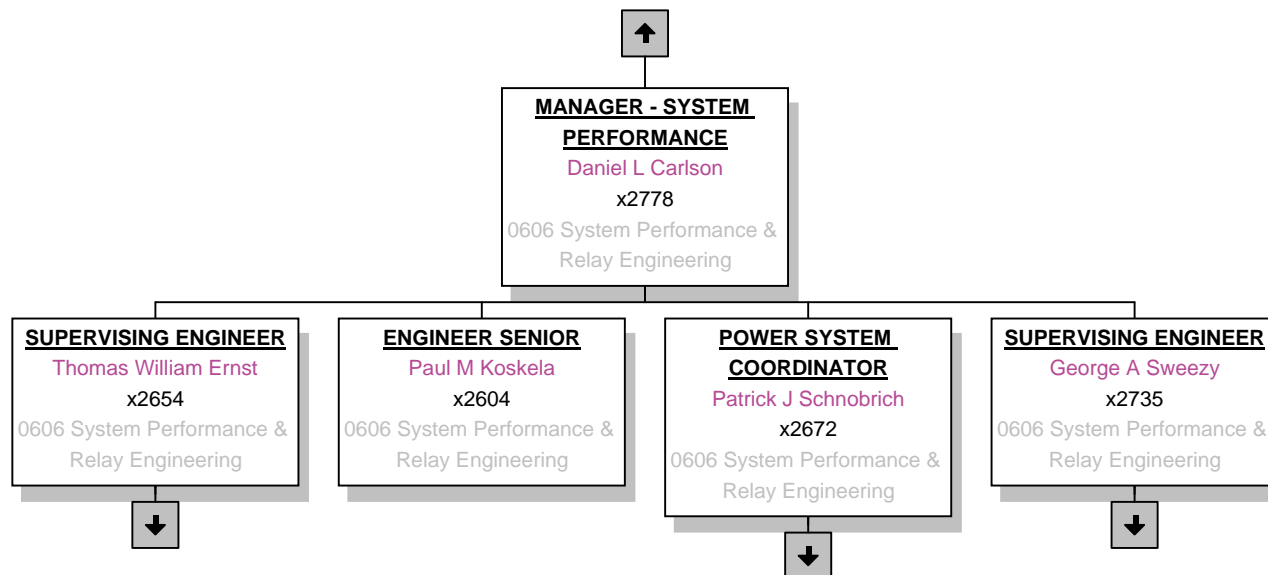 MANAGER - SYSTEM
PERFORMANCE
Daniel L Carlson
x2778
0606 System Performance &
Relay Engineering
SUPERVISING ENGINEER
Thomas William Ernst
x2654
0606 System Performance &
Relay Engineering
ENGINEER SENIOR
Paul M Koskela
x2604
0606 System Performance &
Relay Engineering
POWER SYSTEM
COORDINATOR
Patrick J Schnobrich
x2672
0606 System Performance &
Relay Engineering
SUPERVISING ENGINEER
George A Sweezy
x2735
0606 System Performance &
Relay Engineering